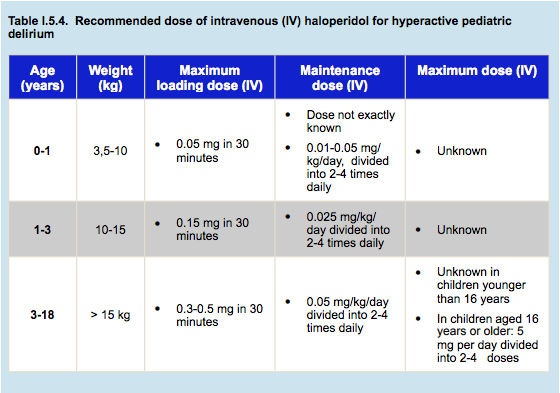 Table I.5.4.  Recommended dose of intravenous (IV) haloperidol for hyperactive pediatric
delirium
Age
(years)
Weight
(kg)
Maximum
loading dose (IV)
Maintenance
dose (IV)
Maximum dose (IV)
0-1
3,5-10
• 0.05 mg in 30
minutes
• Dose not exactly
known
• 0.01-0.05 mg/
kg/day,  divided
into 2-4 times
daily
• Unknown
1-3
10-15
• 0.15 mg in 30
minutes
• 0.025 mg/kg/
day divided into
2-4 times daily
• Unknown
3-18
> 15 kg
• 0.3-0.5 mg in 30
minutes
• 0.05 mg/kg/day
divided into 2-4
times daily
• Unknown in
children younger
than 16 years
• In children aged 16
years or older: 5
mg per day divided
into 2-4   doses